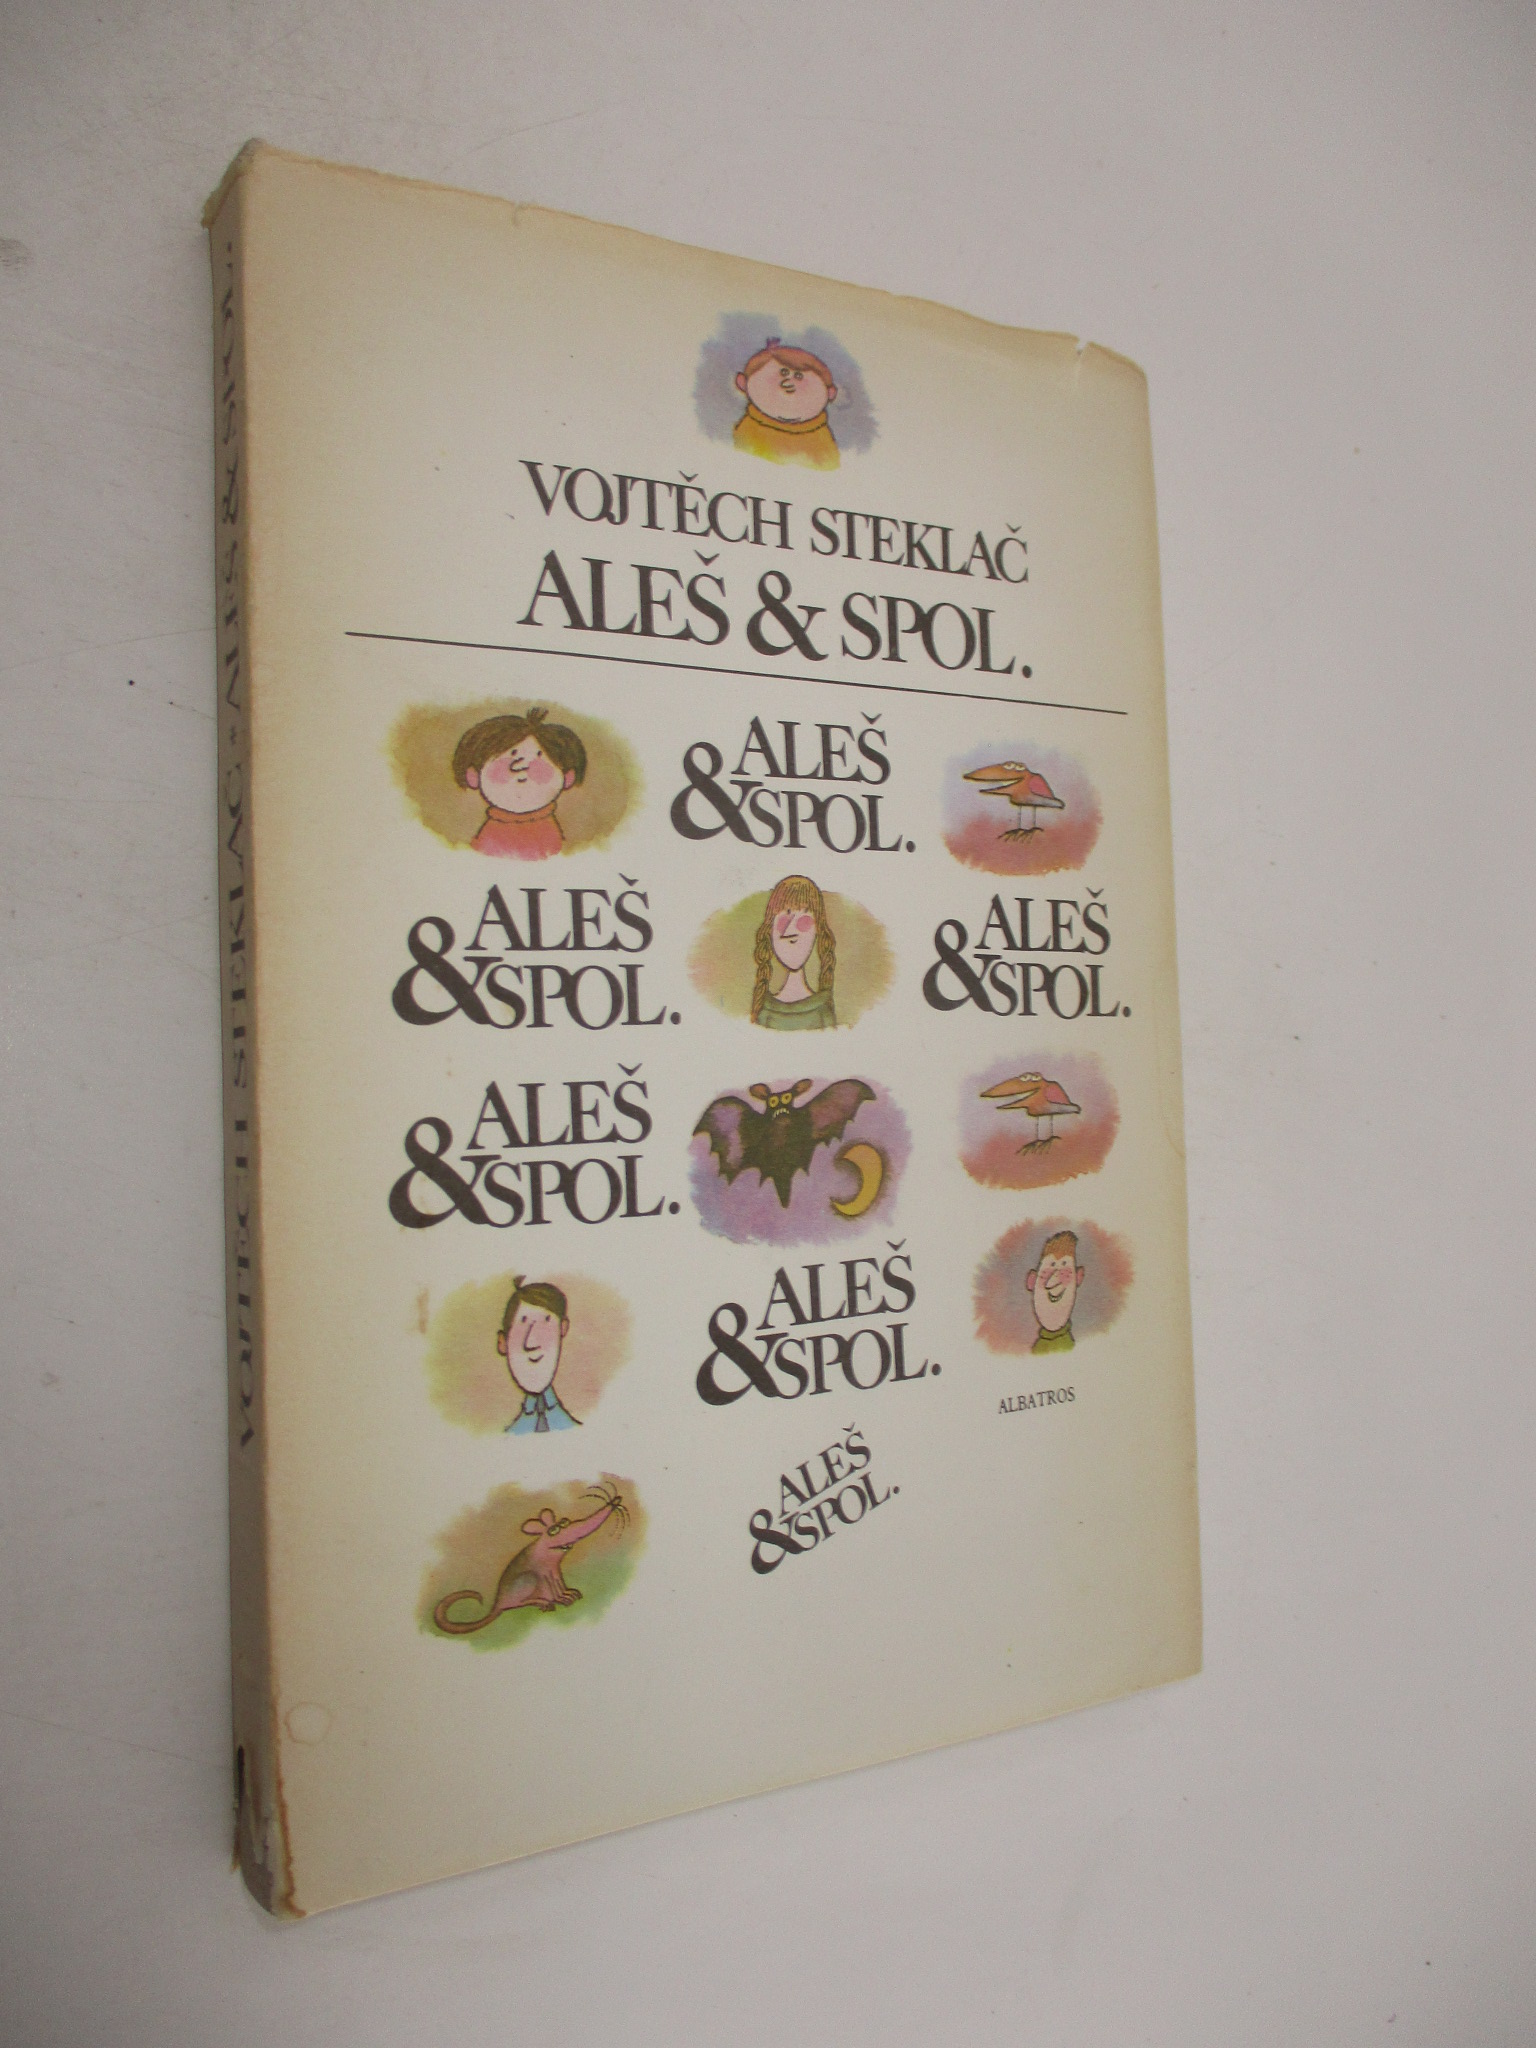 VOJTĚCH STEKLAČ
ALEŠ & SPOL.
ALEŠ
& SPOL.
ALEŠ
& SPOL.
ALEŠ
& SPOL.
ALEŠ
& SPOL.
ALEŠ
& SPOL.
ALBATROS
ALEŠ
& SPOL.
VOJTĚCH STEKLAČ * ALEŠ & SPOL.